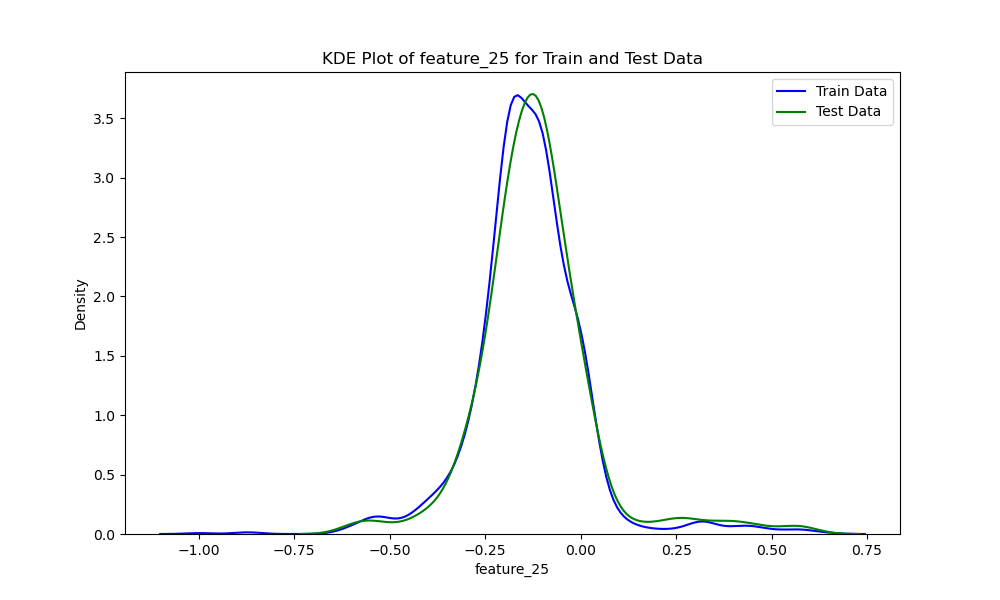 KDE Plot of feature_25 for Train and Test Data
Train Data
Test Data
Density
3.5
3.0
2.5
2.0
1.5
1.0
0.5
0.0
−1.00 −0.75 −0.50 −0.25 0.00 0.25 0.50 0.75
feature_25